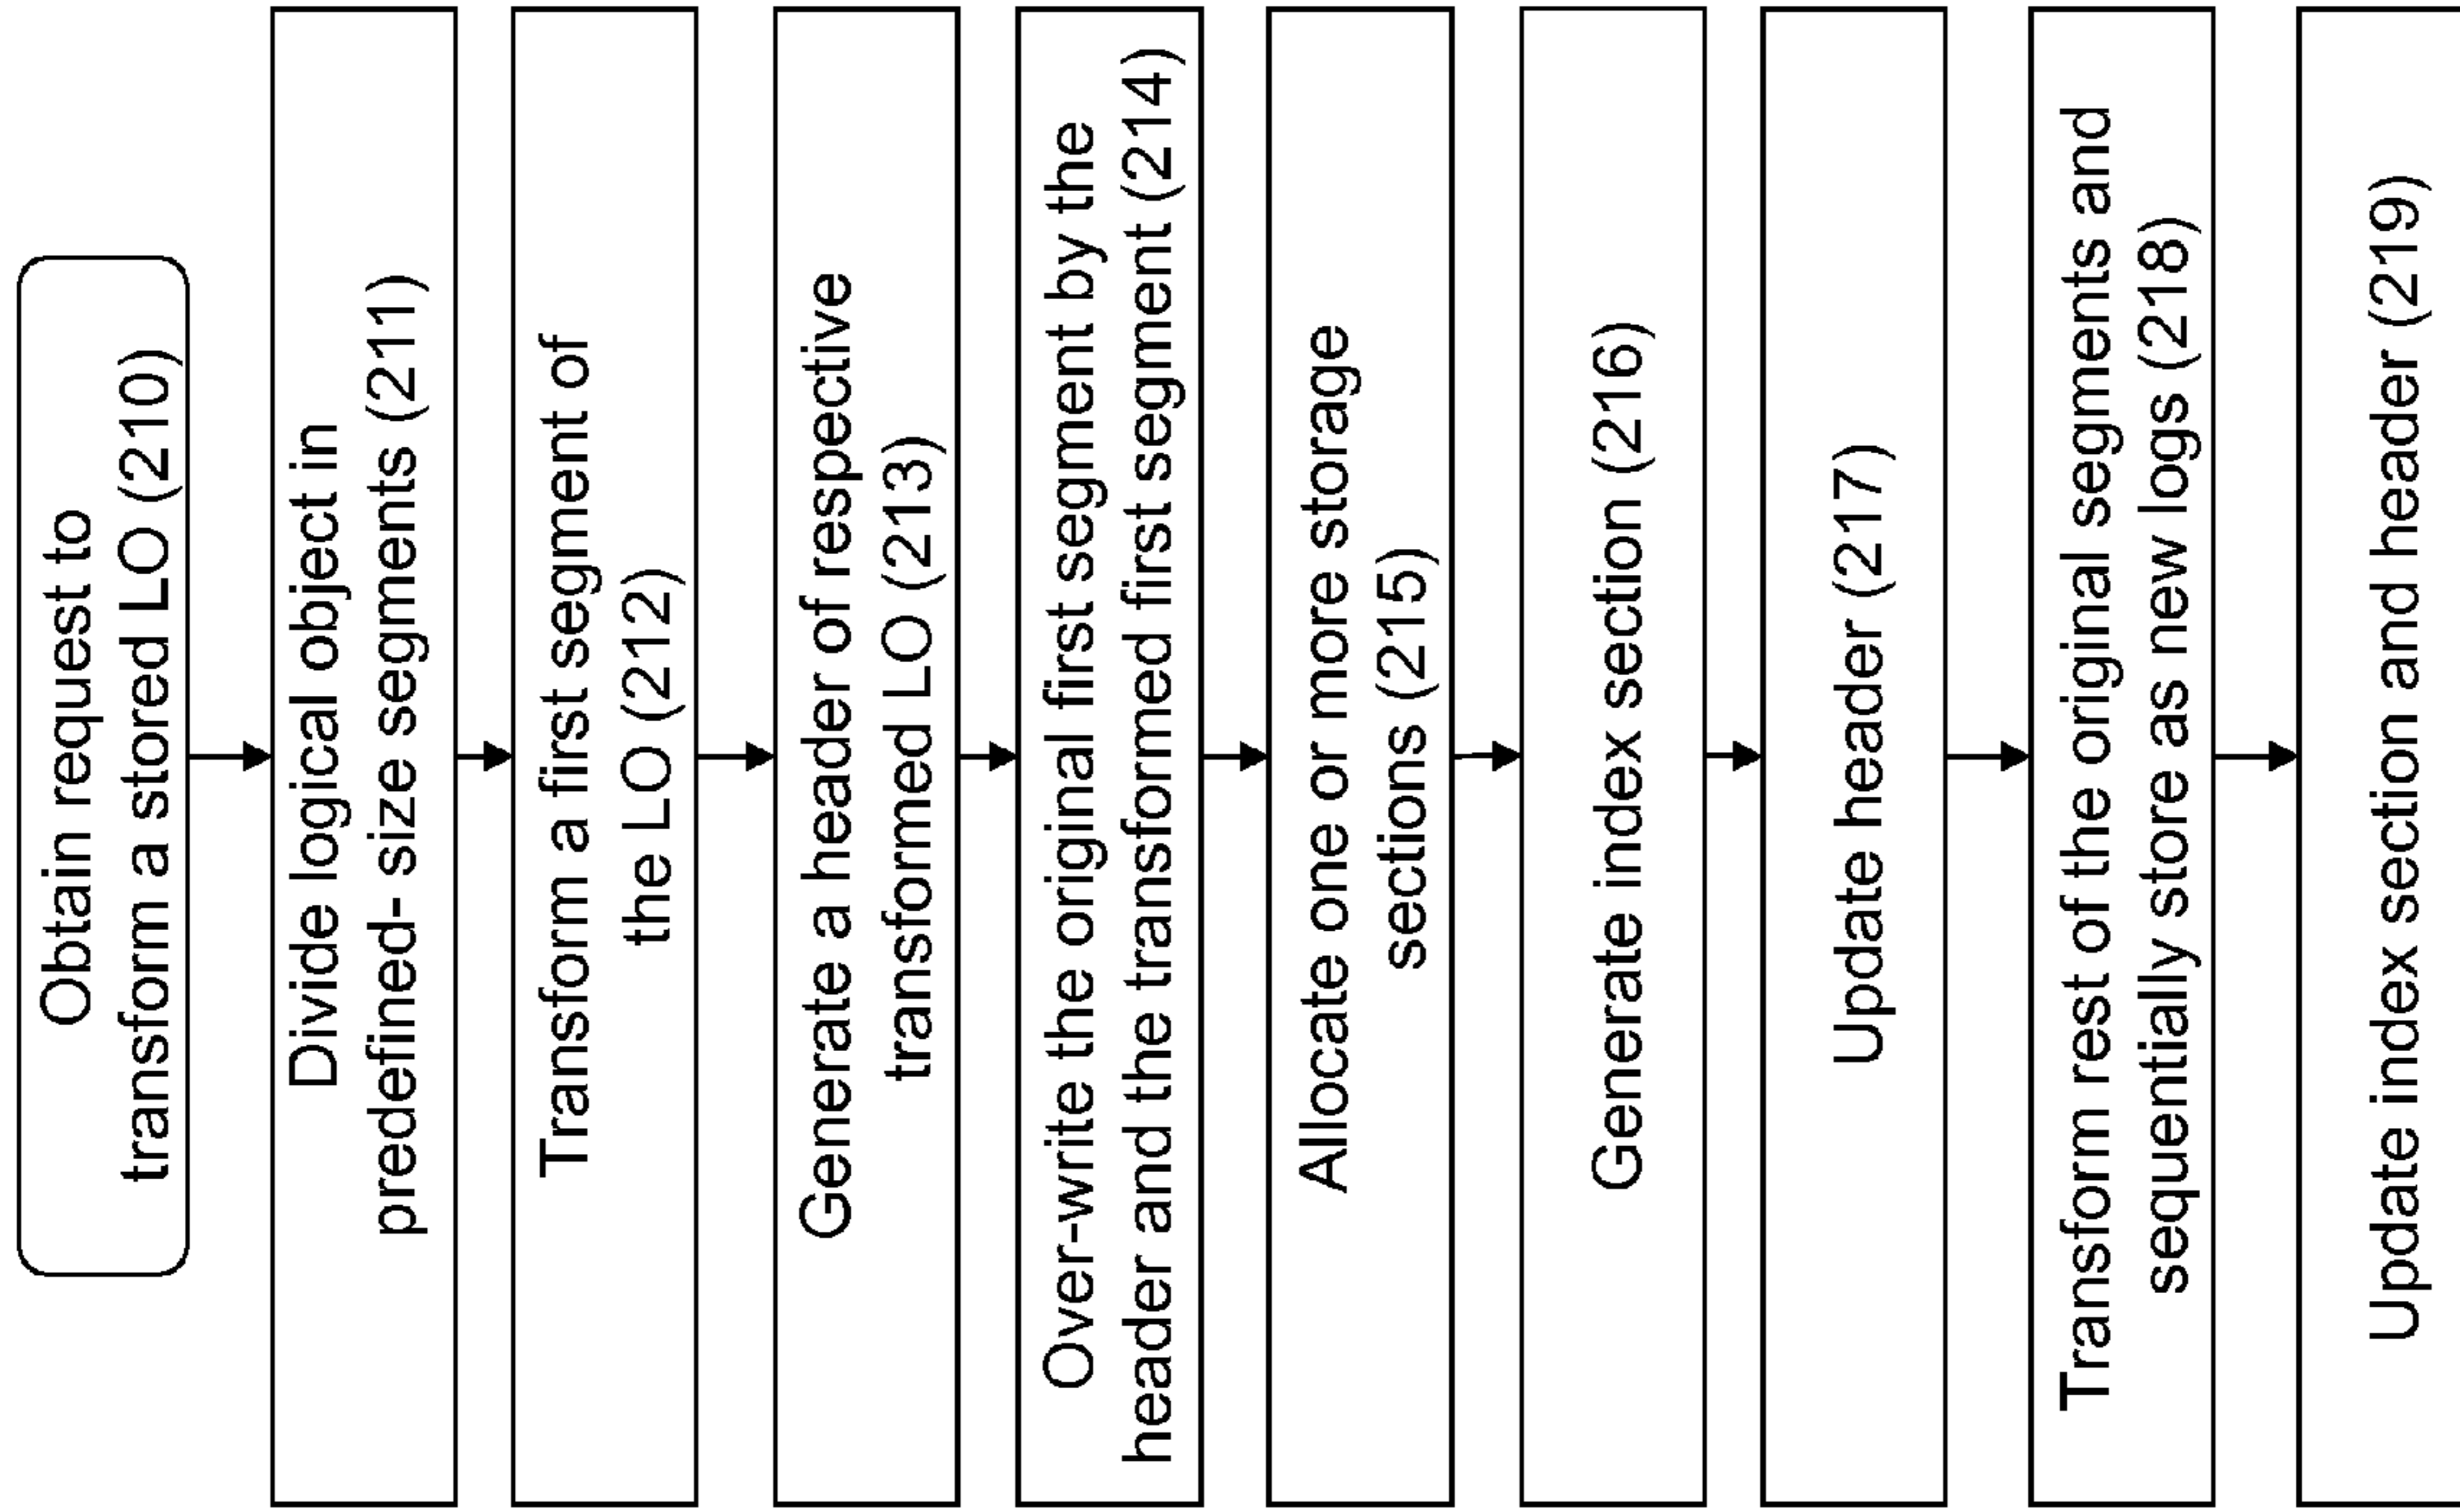 Obtain request to
transform a stored LO (210)
Divide logical object in
predefined- size segments (211)
Transform a first segment of
the LO (212)
Generate a header of respective
transformed LO (213)
Over-write the original first segment by the
header and the transformed first segment (214)
Allocate one or more storage
sections (215)
Generate index section (216)
Update header (217)
Transform rest of the original segments and
sequentially store as new logs (218)
Update index section and header (219)